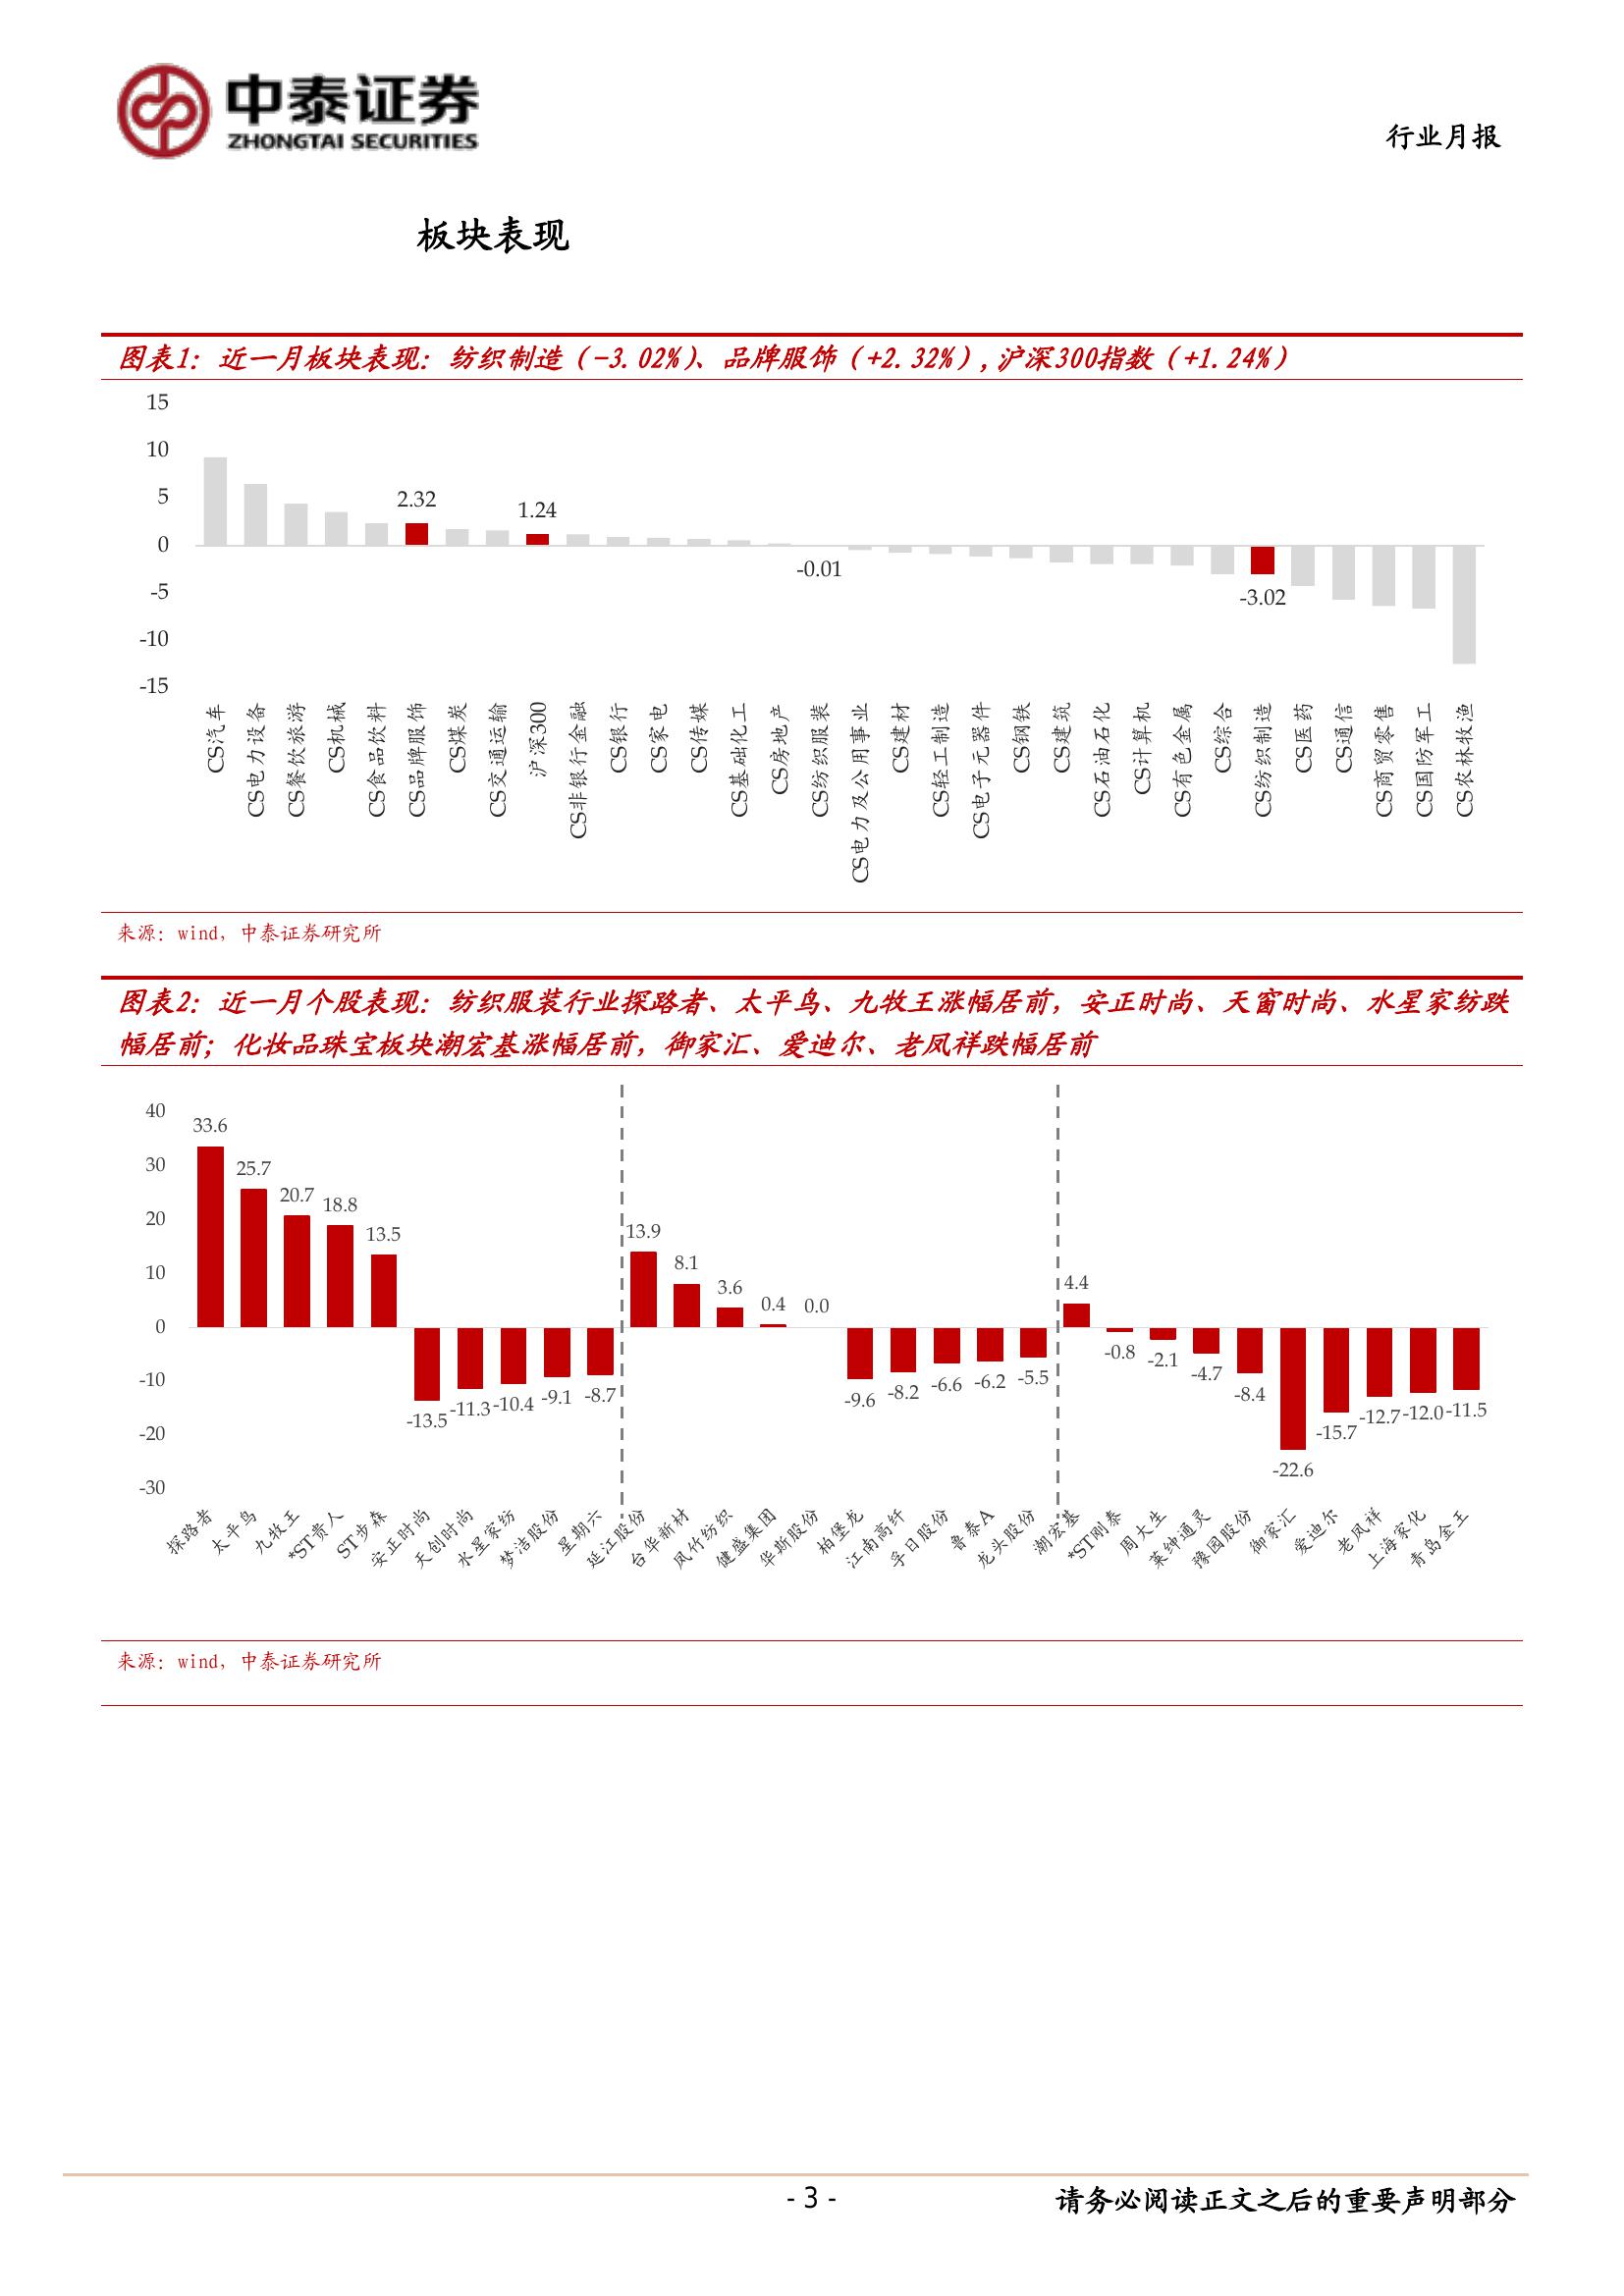 中泰证券
ZHONGTAI SECURITIES
行业月报
板块表现
图表1：近一月板块表现：纺织制造（-3.02%）、品牌服饰（+2.32%）,沪深300指数（+1.24%）
15
10
5
0
-5
-10
-15
2.32
1.24
-0.01
-3.02
CS汽车
CS电力设备
CS餐饮旅游
CS机械
CS食品饮料
CS品牌服饰
CS煤炭
CS交通运输
沪深300
CS非银行金融
CS银行
CS家电
CS传媒
CS基础化工
CS房地产
CS纺织服装
CS电力及公用事业
CS建材
CS轻工制造
CS电子元器件
CS钢铁
CS建筑
CS石油石化
CS计算机
CS有色金属
CS综合
CS纺织制造
CS医药
CS通信
CS商贸零售
CS国防军工
CS农林牧渔
来源：wind，中泰证券研究所
图表2：近一月个股表现：纺织服装行业探路者、太平鸟、九牧王涨幅居前，安正时尚、天窗时尚、水星家纺跌
幅居前；化妆品珠宝板块潮宏基涨幅居前，御家汇、爱迪尔、老凤祥跌幅居前
40
30
20
10
0
-10
-20
-30
33.6
25.7
20.7
18.8
13.5
-13.5
-11.3
-10.4
-9.1
-8.7
13.9
8.1
3.6
0.4
0.0
-9.6
-8.2
-6.6
-6.2
-5.5
4.4
-0.8
-2.1
-4.7
-8.4
-22.6
-15.7
-12.7
-12.0
-11.5
探路者
太平鸟
九牧王
*ST贵人
ST步森
安正时尚
天创时尚
水星家纺
梦洁股份
星期六
延江股份
台华新材
凤竹纺织
健盛集团
华斯股份
柏堡龙
江南高纤
孚日股份
鲁泰A
龙头股份
潮宏基
*ST刚泰
周大生
莱绅通灵
豫园股份
御家汇
爱迪尔
老凤祥
上海家化
青岛金王
来源：wind，中泰证券研究所
- 3 -
请务必阅读正文之后的重要声明部分